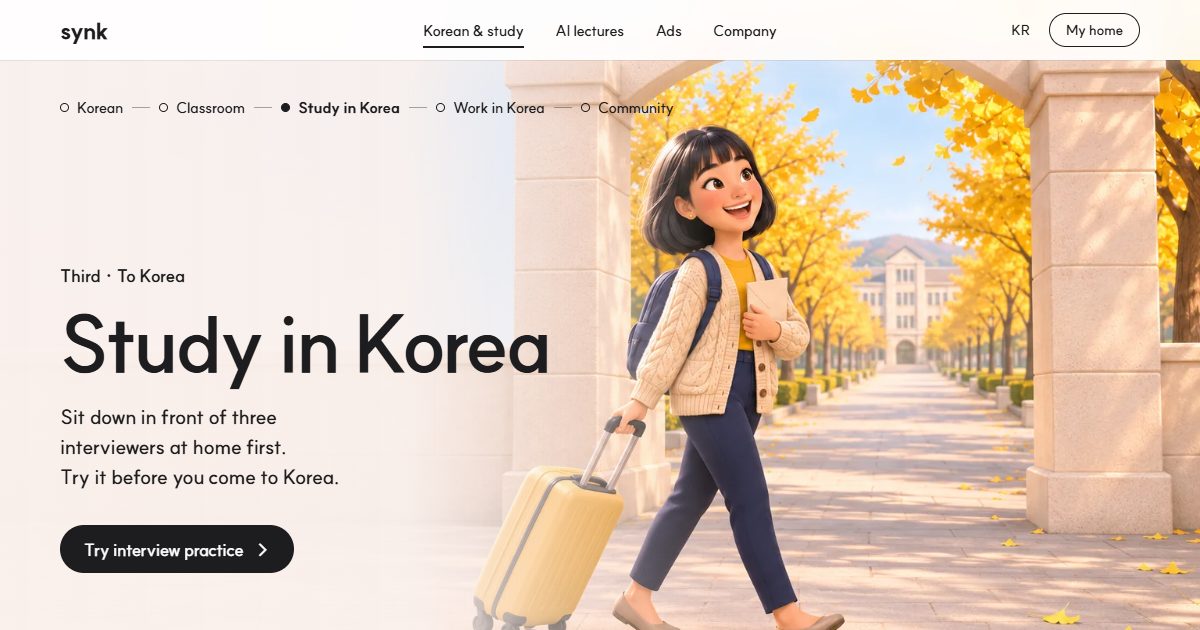 synk
Korean & study
AI lectures
Ads
Company
KR
My home
Korean
Classroom
Study in Korea
Work in Korea
Community
Third · To Korea
Study in Korea
Sit down in front of three
interviewers at home first.
Try it before you come to Korea.
Try interview practice